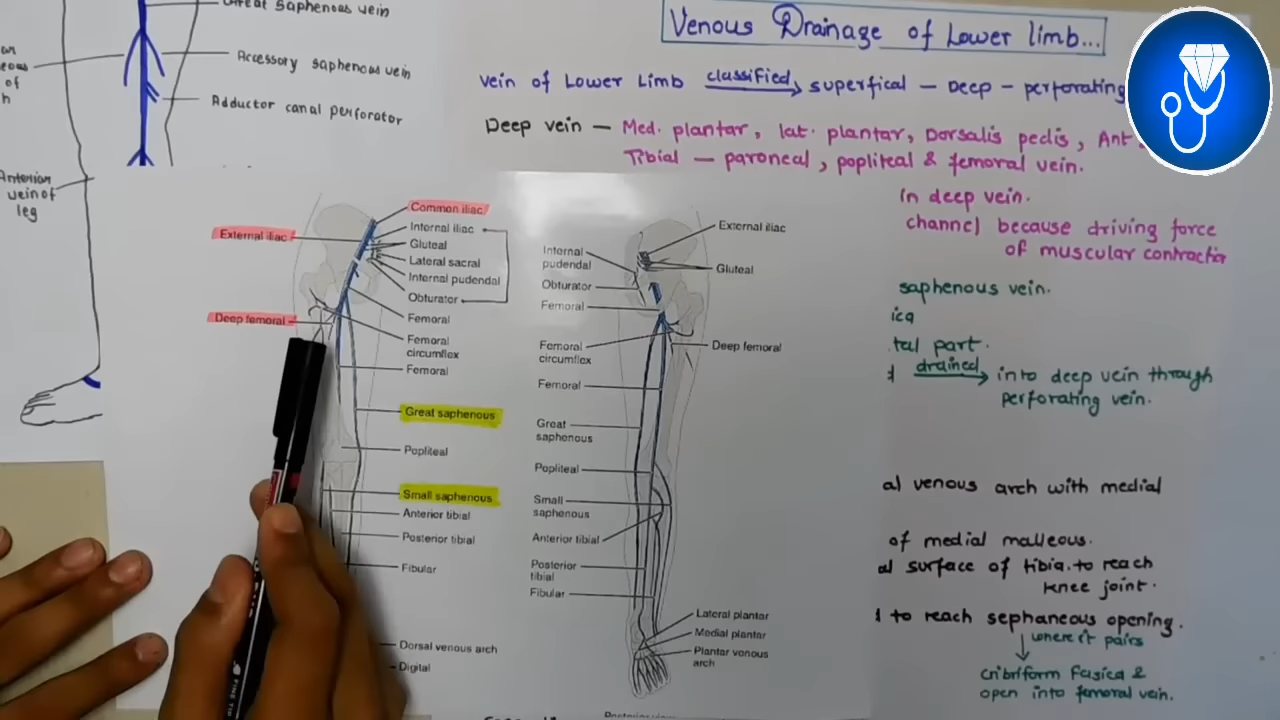 Great saphenous vein
Accessory saphenous vein
of
h
Adductor canal perforator
Anterior
vein of
leg
Venous Drainage of Lower limb...
vein of Lower Limb classified superfical – Deep – perforating
Deep vein – Med. plantar, lat. plantar, Dorsalis pedis, Ant.
Tibial – paroneal, popliteal & femoral vein.
in deep vein.
channel because driving force
of muscular contractior
saphenous vein.
ica
tal part.
drained into deep vein through
perforating vein.
al venous arch with medial
of medial malleous.
al surface of tibia. to reach
knee joint.
to reach sephaneous opening.
where it pairs
cribriform fasica &
open into femoral vein.
Common iliac
External iliac
Internal iliac
Gluteal
Lateral sacral
Internal pudendal
Obturator
Deep femoral
Femoral
Femoral
circumflex
Femoral
Great saphenous
Popliteal
Small saphenous
Anterior tibial
Posterior tibial
Fibular
Dorsal venous arch
Digital
External iliac
Internal
pudendal
Gluteal
Obturator
Femoral
Femoral
circumflex
Deep femoral
Femoral
Great
saphenous
Popliteal
Small
saphenous
Anterior tibial
Posterior
tibial
Fibular
Lateral plantar
Medial plantar
Plantar venous
arch